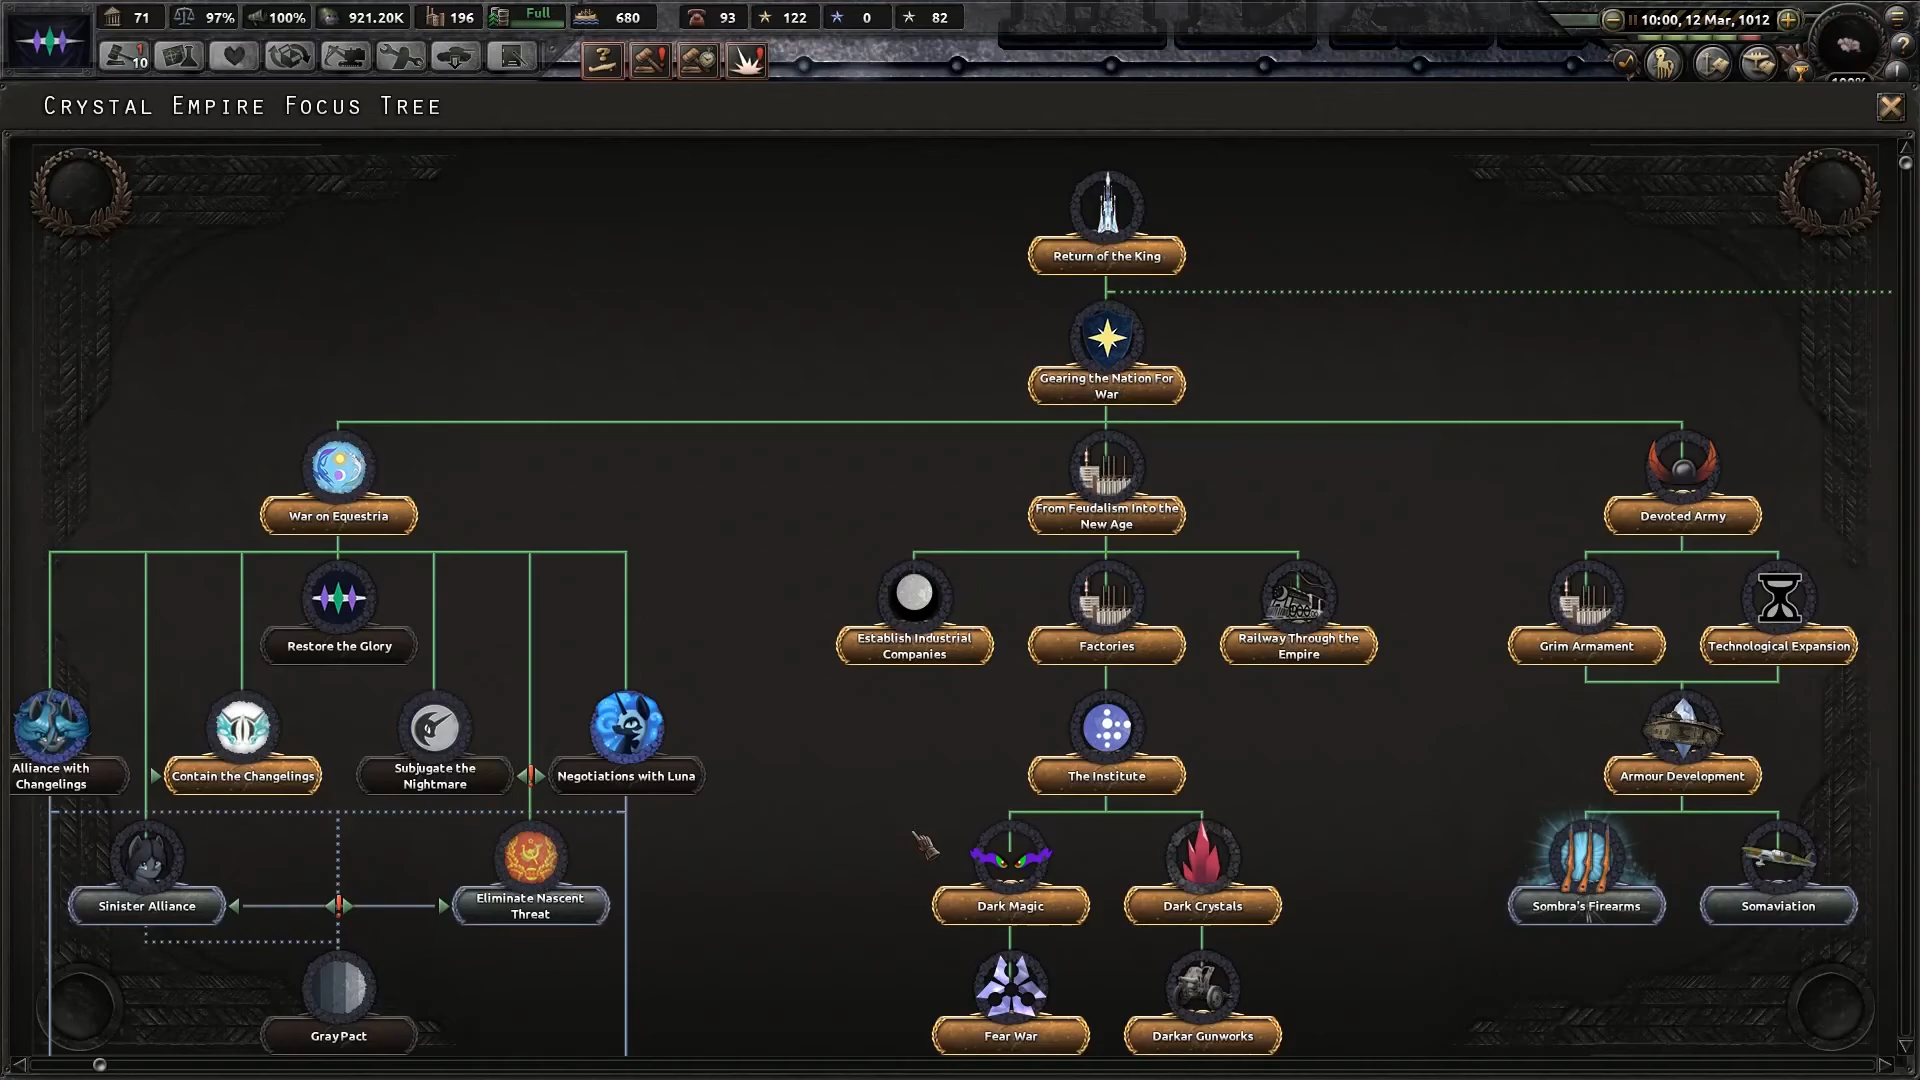 71
97%
100%
921.20K
196
Full
680
93
122
0
82
10:00, 12 Mar, 1012
10
Crystal Empire Focus Tree
Return of the King
Gearing the Nation For
War
War on Equestria
From Feudalism Into the
New Age
Devoted Army
Restore the Glory
Establish Industrial
Companies
Factories
Railway Through the
Empire
Grim Armament
Technological Expansion
Alliance with
Changelings
Contain the Changelings
Subjugate the
Nightmare
Negotiations with Luna
The Institute
Armour Development
Sinister Alliance
Eliminate Nascent
Threat
Dark Magic
Dark Crystals
Sombra's Firearms
Somaviation
Gray Pact
Fear War
Darkar Gunworks